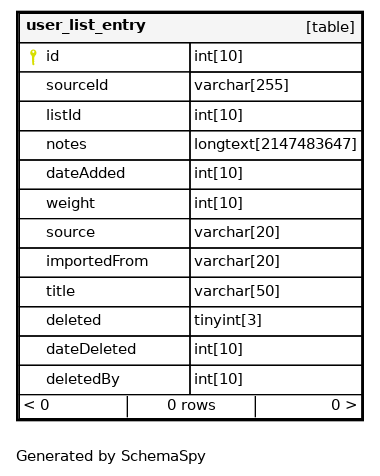 user_list_entry [table]
id int[10]
sourceId varchar[255]
listId int[10]
notes longtext[2147483647]
dateAdded int[10]
weight int[10]
source varchar[20]
importedFrom varchar[20]
title varchar[50]
deleted tinyint[3]
dateDeleted int[10]
deletedBy int[10]
< 0 0 rows 0 >
Generated by SchemaSpy